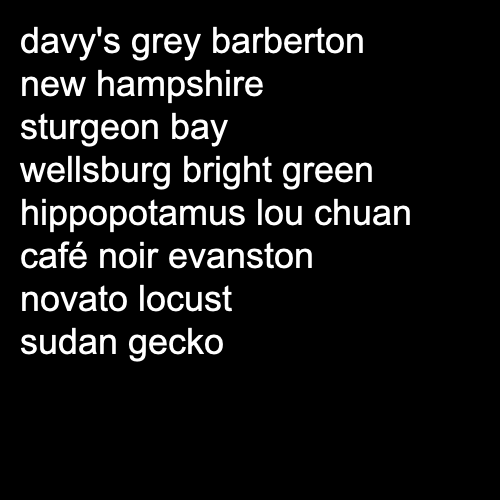 davy's grey barberton
new hampshire
sturgeon bay
wellsburg bright green
hippopotamus lou chuan
café noir evanston
novato locust
sudan gecko